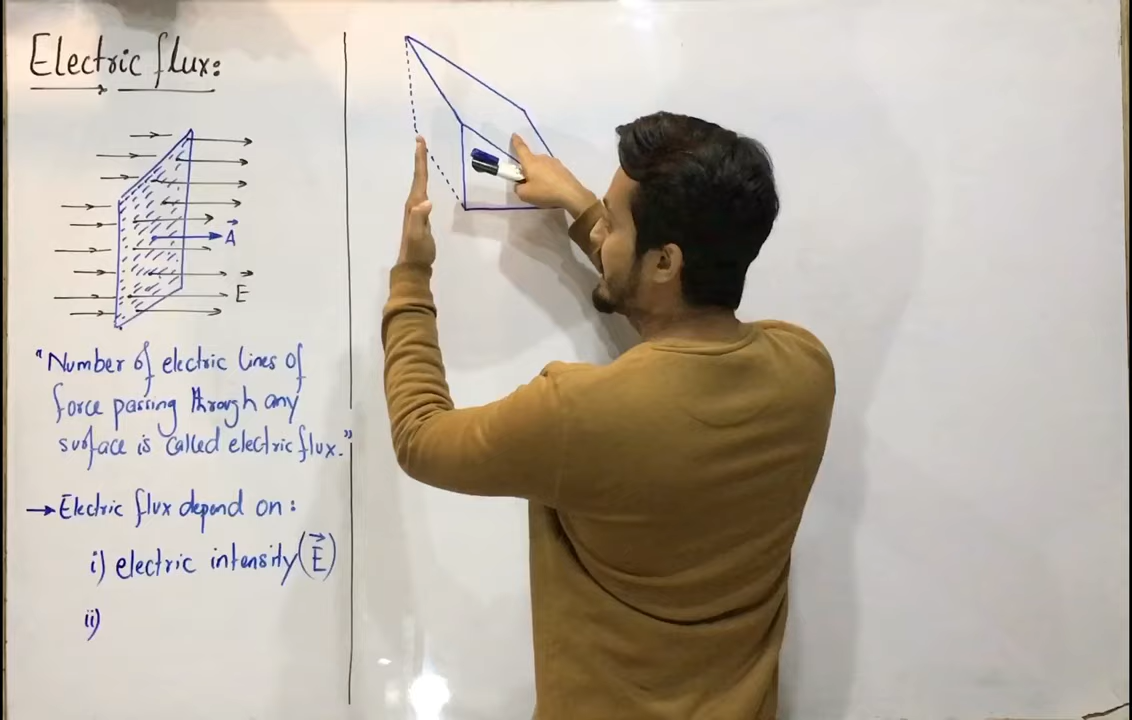 Electric flux:
A
E
"Number of electric lines of
force passing through any
surface is called electric flux."
→ Electric flux depend on:
i) electric intensity (E)
ii)